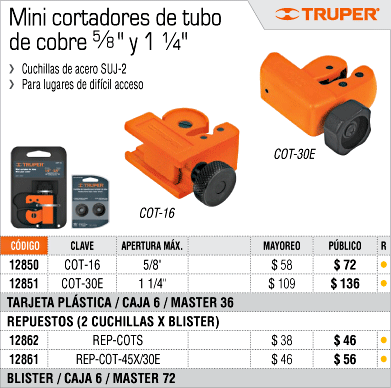 Mini cortadores de tubo
de cobre 5/8" y 1 1/4"
TRUPER
› Cuchillas de acero SUJ-2
› Para lugares de difícil acceso
COT-30E
COT-16
TRUPER
CÓDIGO CLAVE APERTURA MÁX. MAYOREO PÚBLICO R
12850 COT-16 5/8' $ 58 $ 72
12851 COT-30E 1 1/4" $ 109 $ 136
TARJETA PLÁSTICA / CAJA 6 / MASTER 36
REPUESTOS (2 CUCHILLAS X BLISTER)
12862 REP-COTS $ 38 $ 46
12861 REP-COT-45X/30E $ 46 $ 56
BLISTER / CAJA 6 / MASTER 72